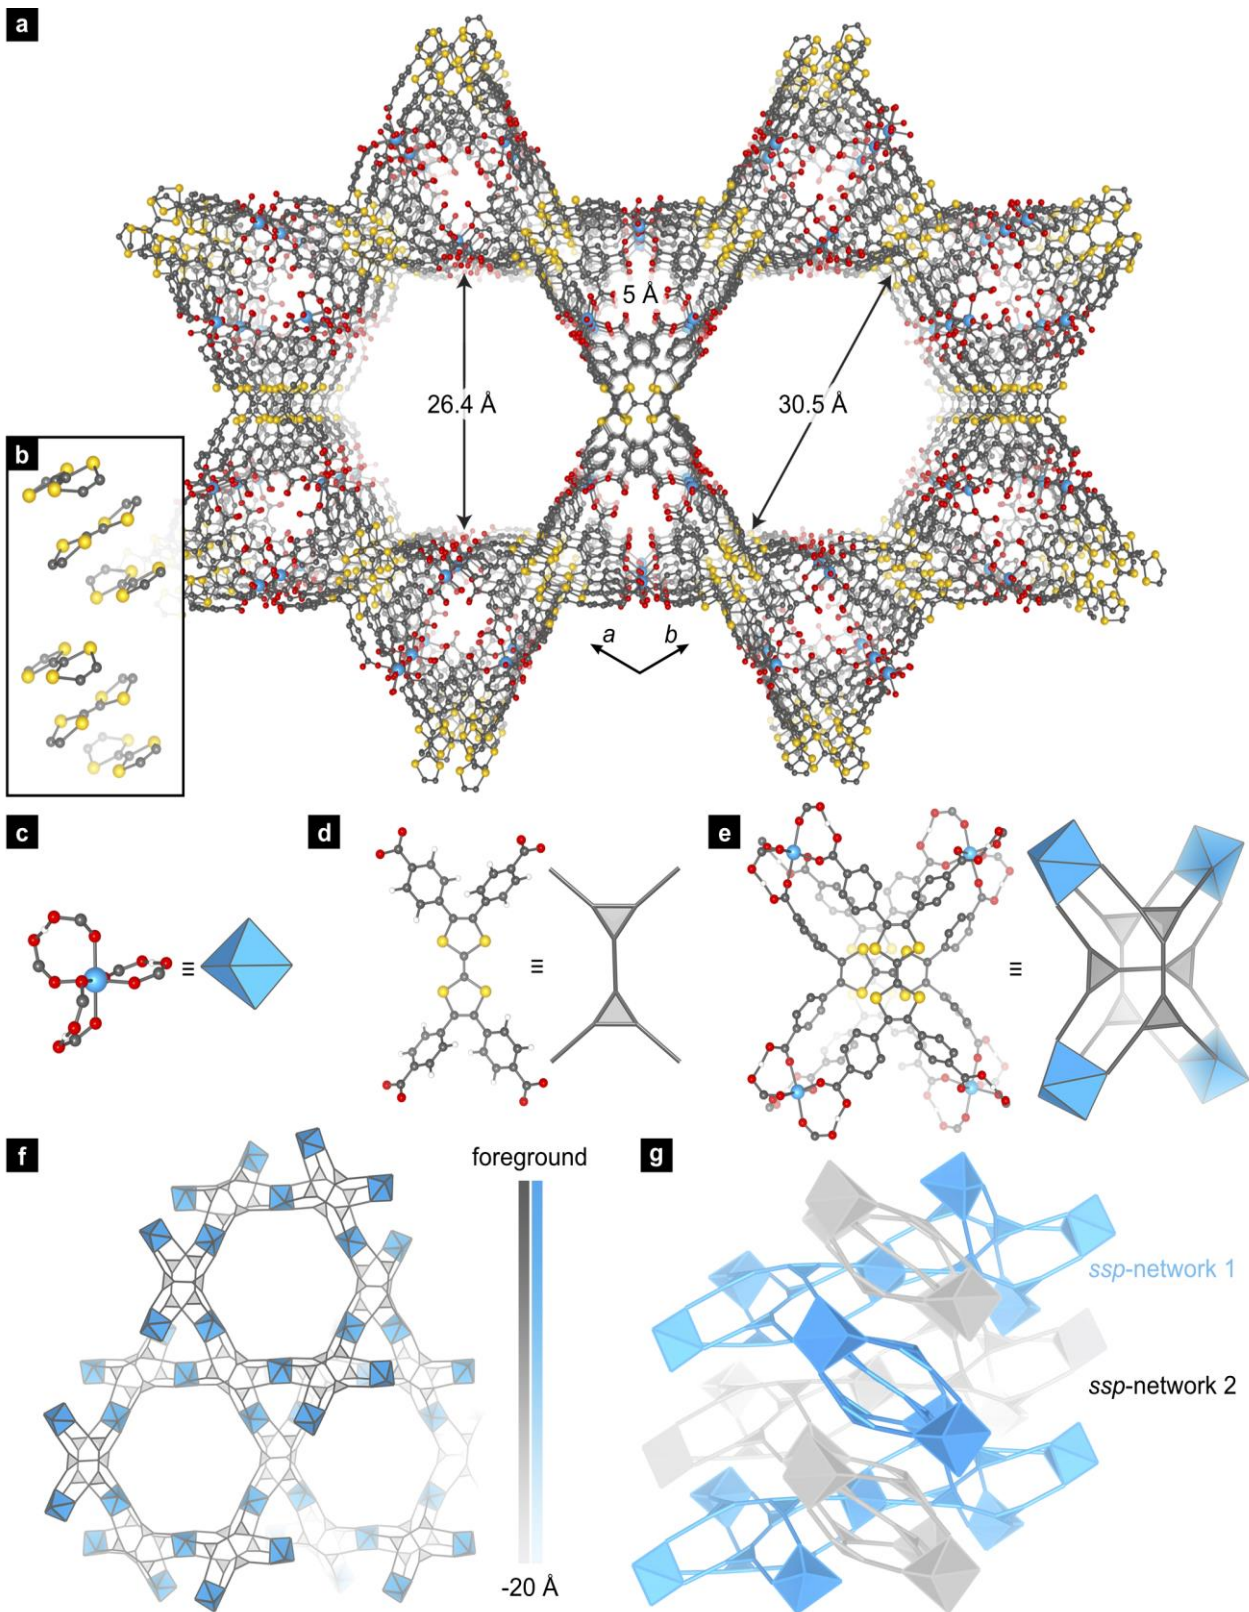 a
5 Å
26.4 Å
30.5 Å
b
a
b
c
d
e
≡
≡
≡
f
foreground
g
ssp-network 1
ssp-network 2
-20 Å